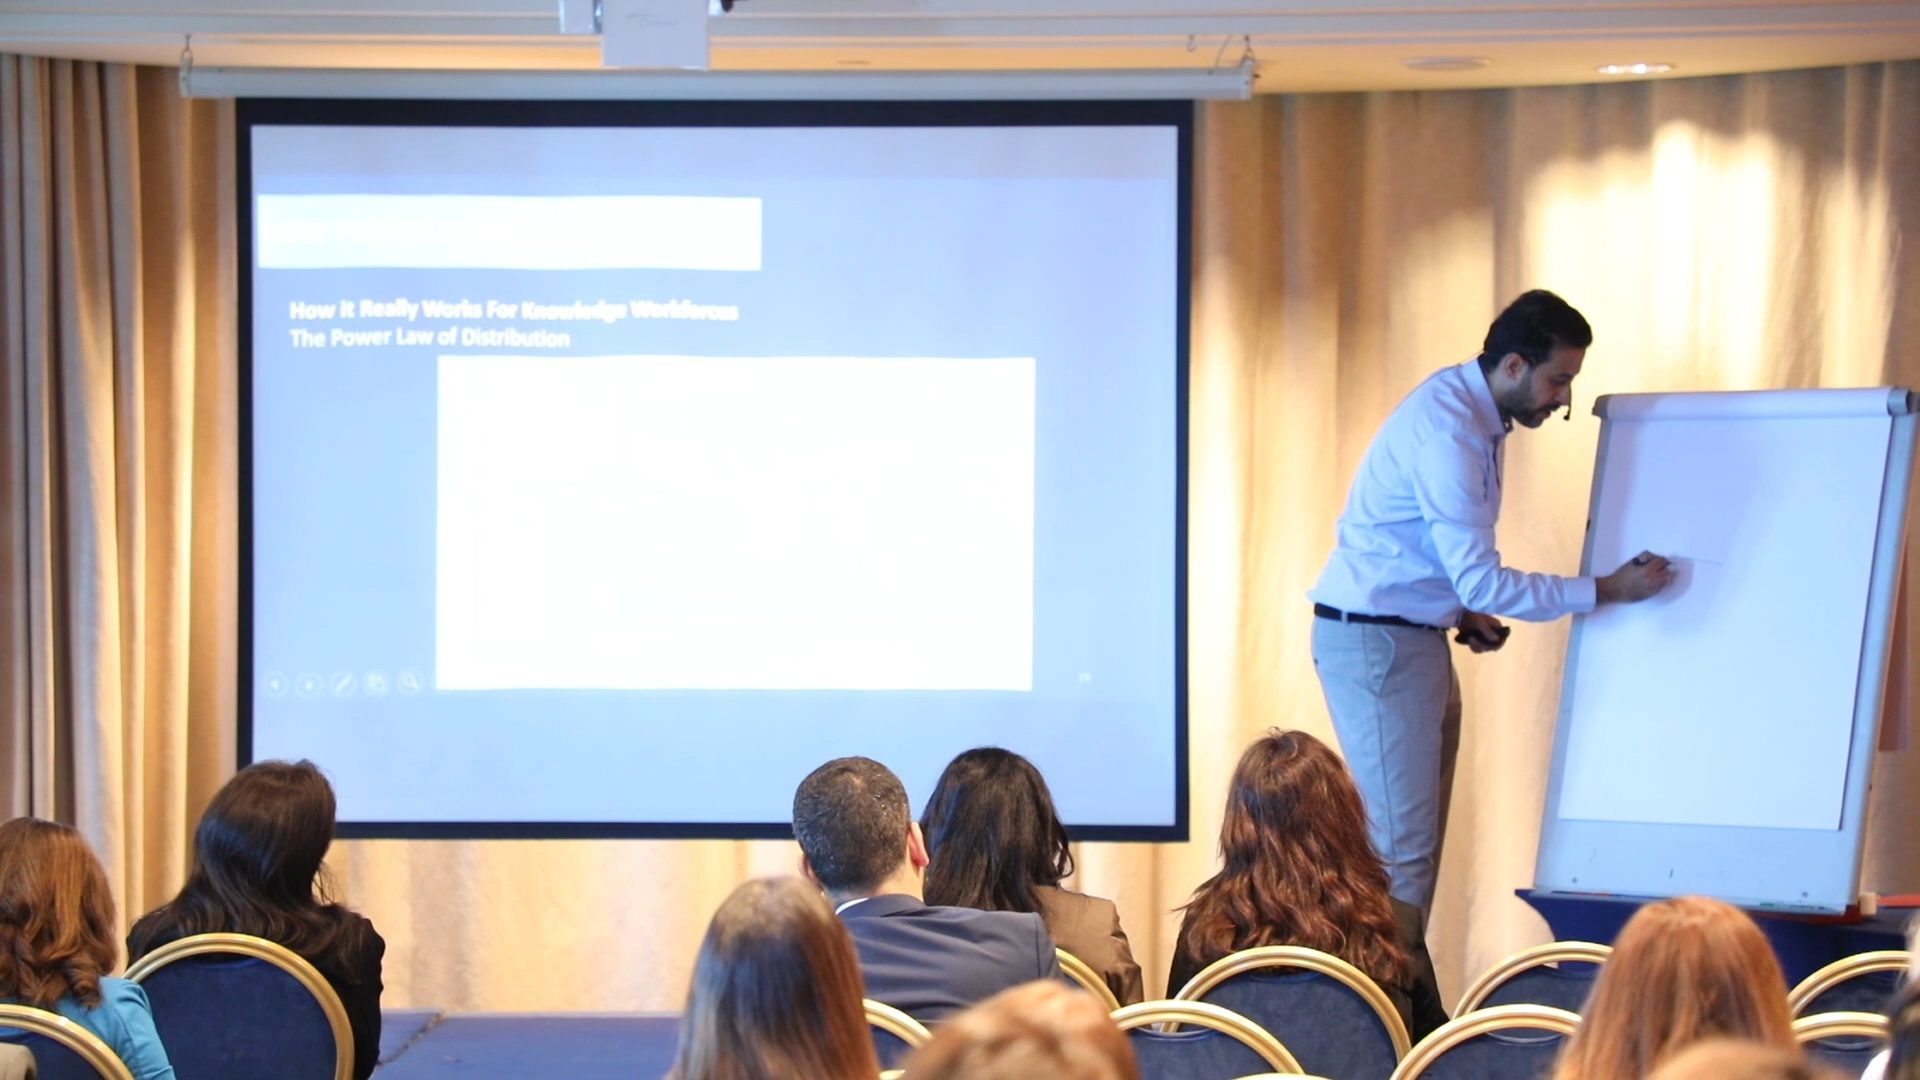 How it Really Works For Knowledge Workforces
The Power Law of Distribution